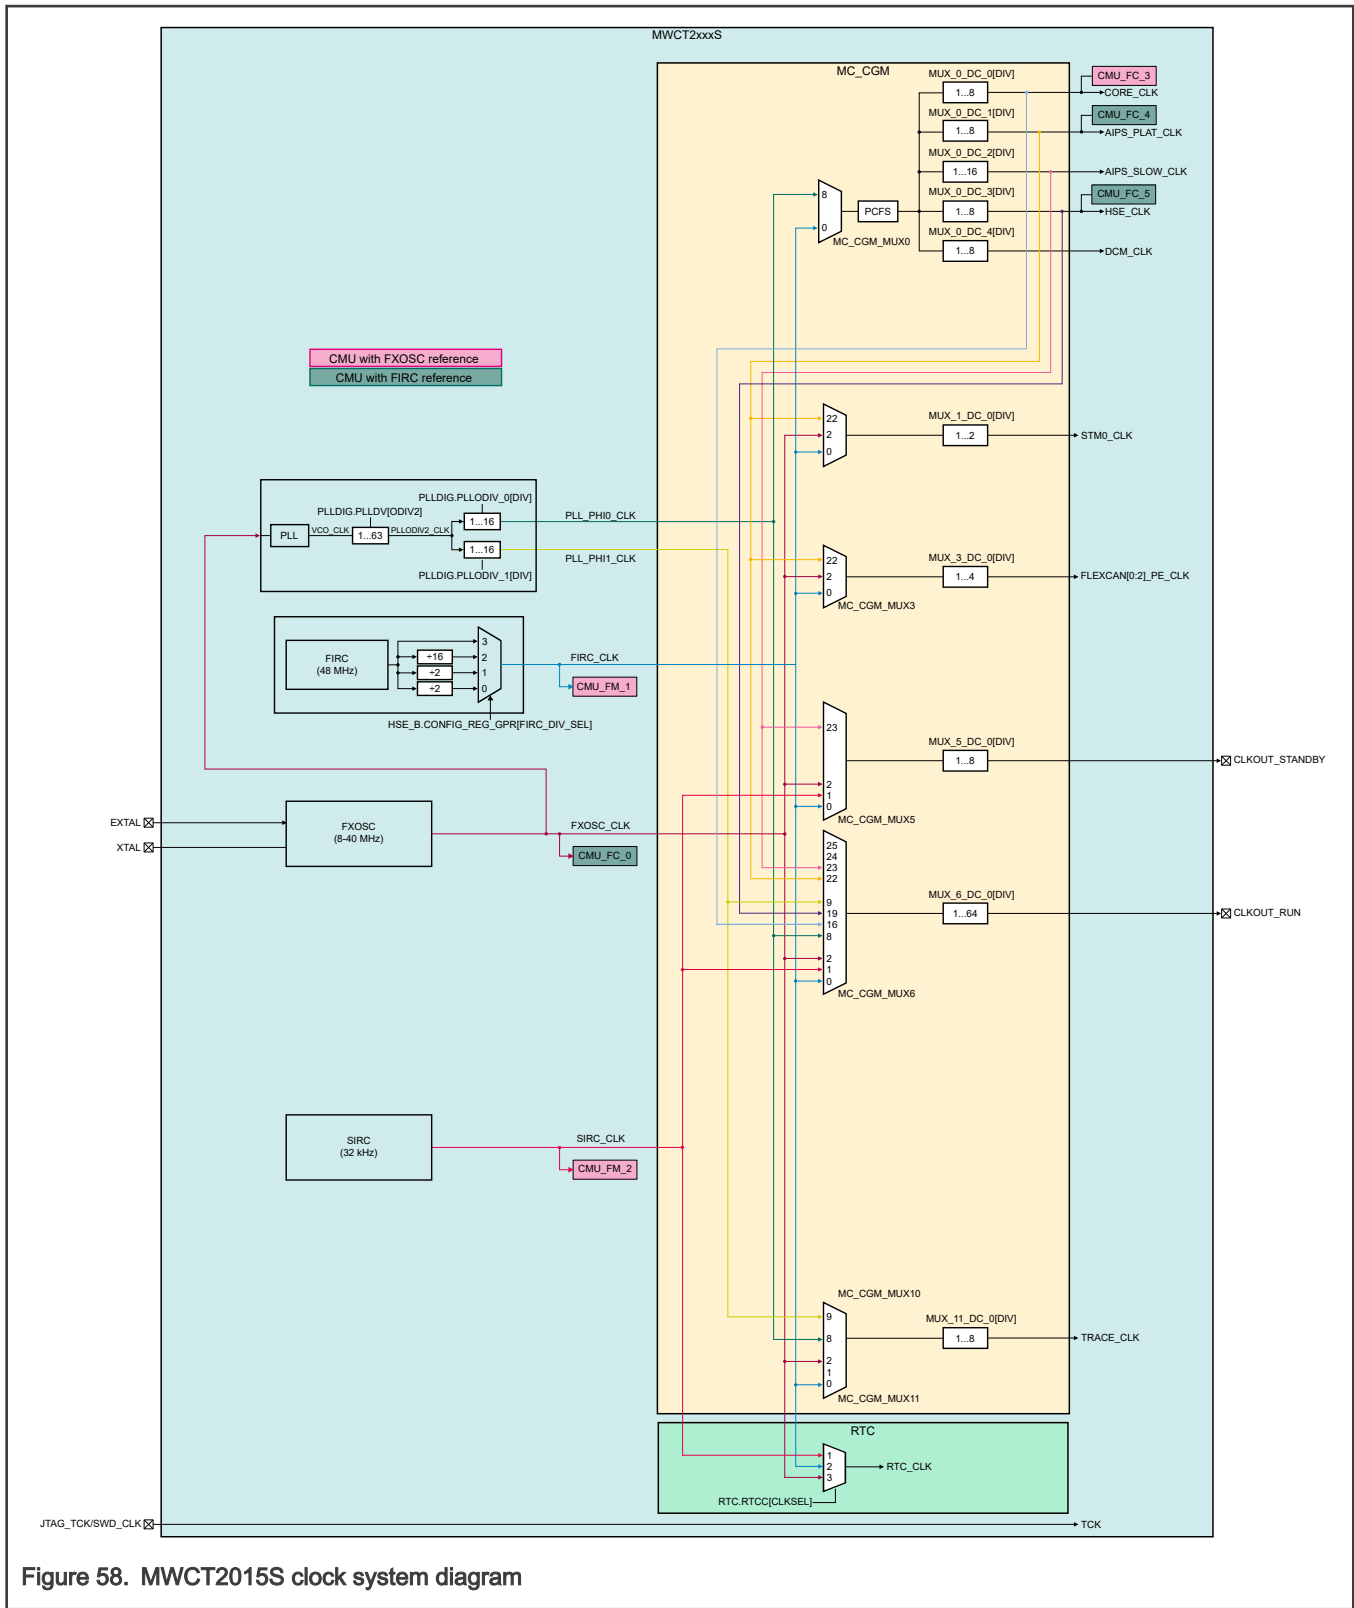 MWCT2xxxS
MC_CGM
MUX_0_DC_0[DIV]
1...8
CMU_FC_3
CORE_CLK
MUX_0_DC_1[DIV]
1...8
CMU_FC_4
AIPS_PLAT_CLK
MUX_0_DC_2[DIV]
1...16
AIPS_SLOW_CLK
8
0
MC_CGM_MUX0
PCFS
MUX_0_DC_3[DIV]
1...8
CMU_FC_5
HSE_CLK
MUX_0_DC_4[DIV]
1...8
DCM_CLK
CMU with FXOSC reference
CMU with FIRC reference
22
2
0
MUX_1_DC_0[DIV]
1...2
STM0_CLK
PLL
VCO_CLK
PLLDIG.PLLDV[ODIV2]
1...63
PLLODIV2_CLK
PLLDIG.PLLODIV_0[DIV]
1...16
1...16
PLLDIG.PLLODIV_1[DIV]
PLL_PHI0_CLK
PLL_PHI1_CLK
22
2
0
MC_CGM_MUX3
MUX_3_DC_0[DIV]
1...4
FLEXCAN[0:2]_PE_CLK
FIRC
(48 MHz)
÷16
÷2
÷2
3
2
1
0
HSE_B.CONFIG_REG_GPR[FIRC_DIV_SEL]
FIRC_CLK
CMU_FM_1
23
2
1
0
MC_CGM_MUX5
MUX_5_DC_0[DIV]
1...8
CLKOUT_STANDBY
EXTAL
XTAL
FXOSC
(8-40 MHz)
FXOSC_CLK
CMU_FC_0
25
24
23
22
9
19
16
8
2
1
0
MC_CGM_MUX6
MUX_6_DC_0[DIV]
1...64
CLKOUT_RUN
SIRC
(32 kHz)
SIRC_CLK
CMU_FM_2
MC_CGM_MUX10
9
8
2
1
0
MC_CGM_MUX11
MUX_11_DC_0[DIV]
1...8
TRACE_CLK
RTC
1
2
3
RTC_CLK
RTC.RTCC[CLKSEL]
JTAG_TCK/SWD_CLK
TCK
Figure 58. MWCT2015S clock system diagram